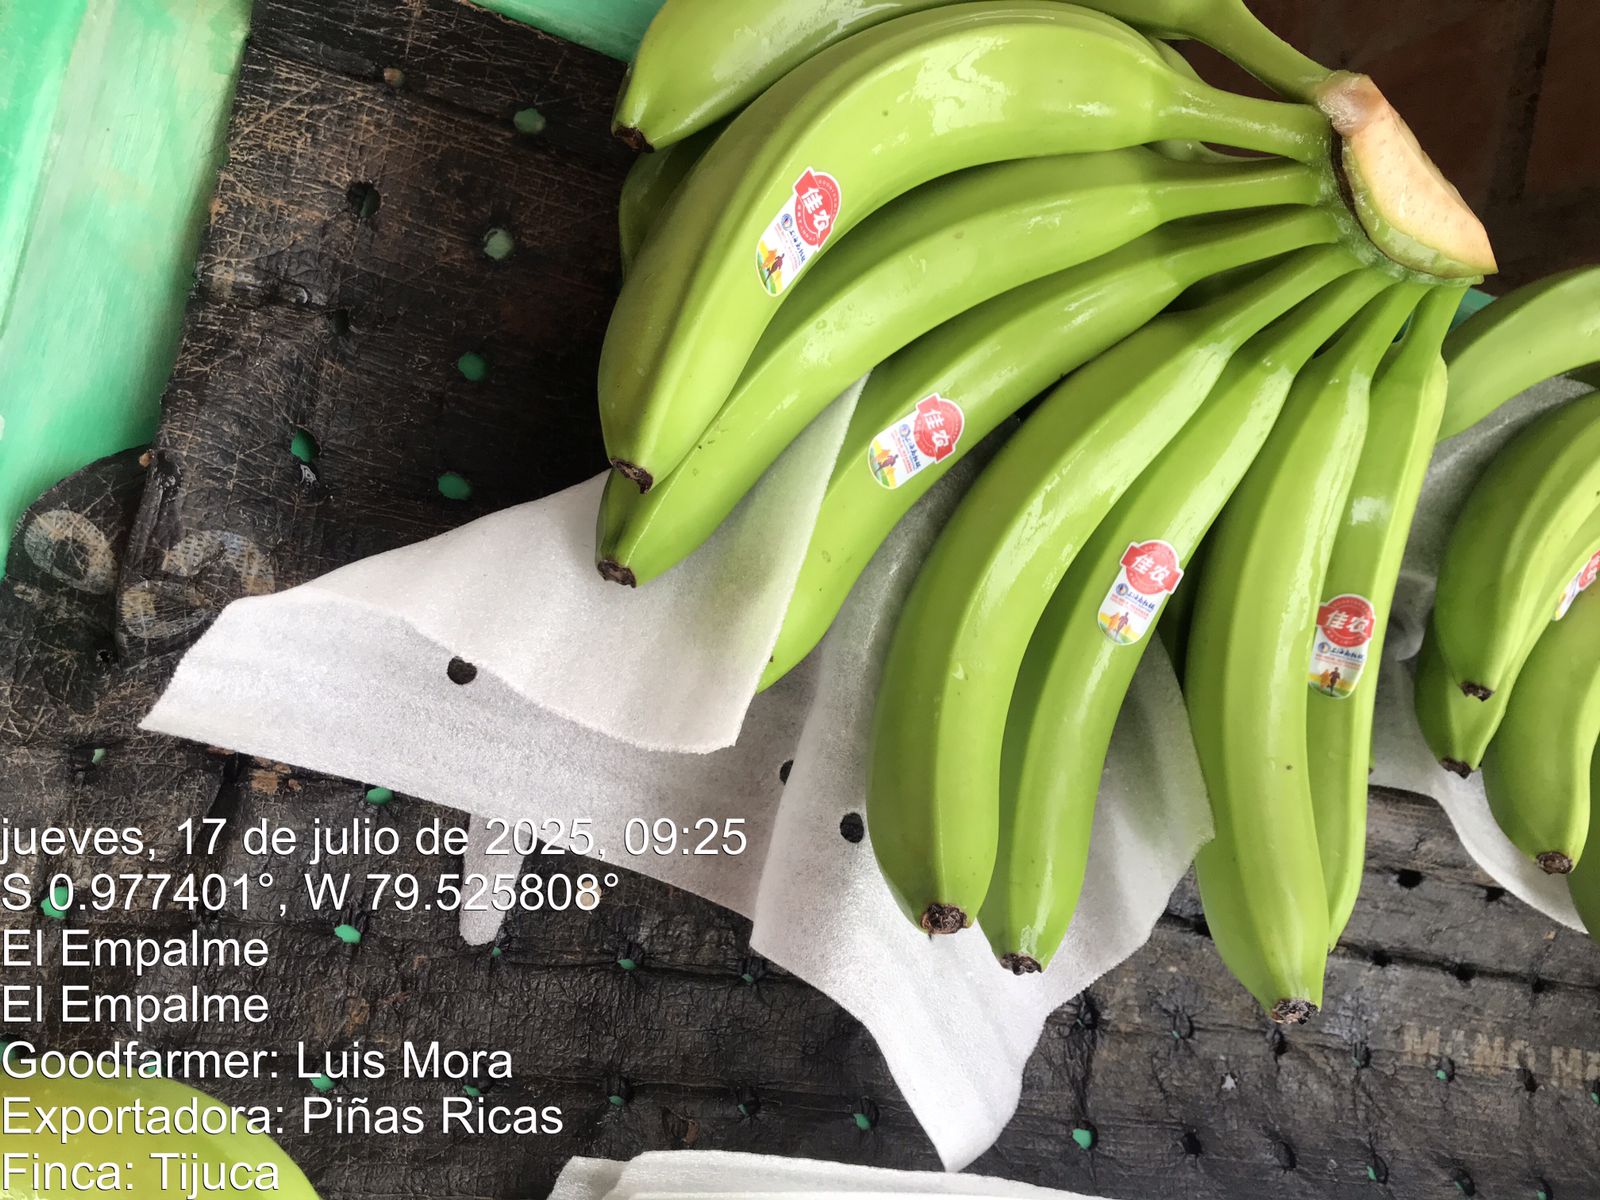 佳农
佳农
佳农
佳农
jueves, 17 de julio de 2025, 09:25
S 0.977401°, W 79.525808°
El Empalme
El Empalme
Goodfarmer: Luis Mora
Exportadora: Piñas Ricas
Finca: Tijuca